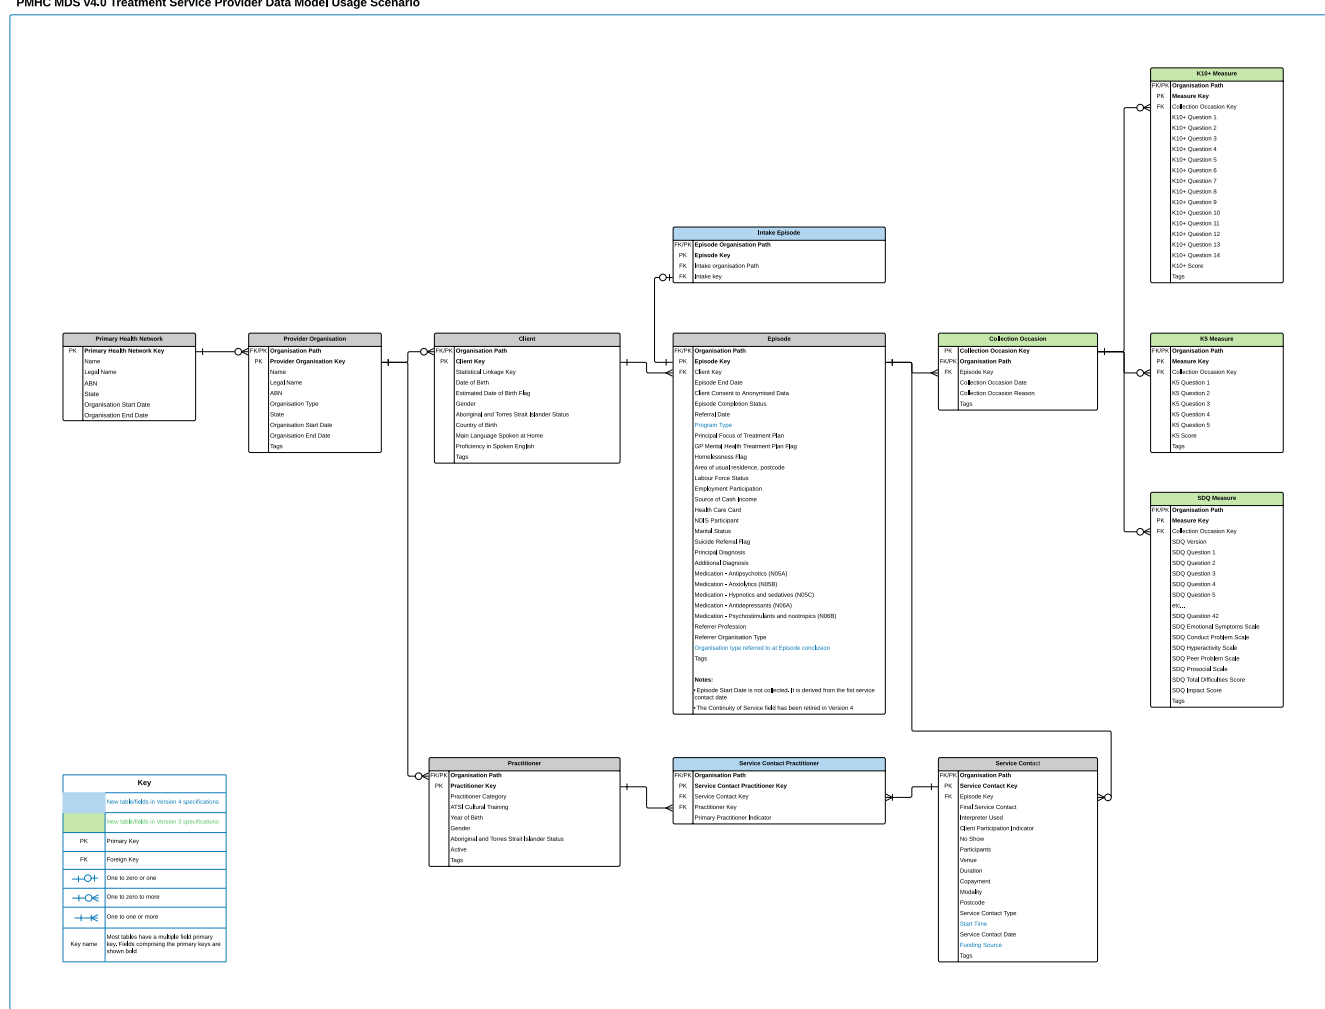 PMHC MDS v4.0 Treatment Service Provider Data Model Usage Scenario
K10+ Measure
FK/PK Organisation Path
PK Measure Key
FK Collection Occasion Key
K10+ Question 1
K10+ Question 2
K10+ Question 3
K10+ Question 4
K10+ Question 5
K10+ Question 6
K10+ Question 7
K10+ Question 8
K10+ Question 9
K10+ Question 10
K10+ Question 11
K10+ Question 12
K10+ Question 13
K10+ Question 14
K10+ Score
Tags
Intake Episode
FK/PK Episode Organisation Path
PK Episode Key
FK Intake organisation Path
FK Intake key
Primary Health Network
PK Primary Health Network Key
Name
Legal Name
ABN
State
Organisation Start Date
Organisation End Date
Provider Organisation
FK/PK Organisation Path
PK Provider Organisation Key
Name
Legal Name
ABN
Organisation Type
State
Organisation Start Date
Organisation End Date
Tags
Client
FK/PK Organisation Path
PK Client Key
Statistical Linkage Key
Date of Birth
Estimated Date of Birth Flag
Gender
Aboriginal and Torres Strait Islander Status
Country of Birth
Main Language Spoken at Home
Proficiency in Spoken English
Tags
Episode
FK/PK Organisation Path
PK Episode Key
FK Client Key
Episode End Date
Client Consent to Anonymised Data
Episode Completion Status
Referral Date
Program Type
Principal Focus of Treatment Plan
GP Mental Health Treatment Plan Flag
Homelessness Flag
Area of usual residence, postcode
Labour Force Status
Employment Participation
Source of Cash Income
Health Care Card
NDIS Participant
Marital Status
Suicide Referral Flag
Principal Diagnosis
Additional Diagnosis
Medication - Antipsychotics (N05A)
Medication - Anxiolytics (N05B)
Medication - Hypnotics and sedatives (N05C)
Medication - Antidepressants (N06A)
Medication - Psychostimulants and nootropics (N06B)
Referrer Profession
Referrer Organisation Type
Organisation type referred to at Episode conclusion
Tags
Notes:
• Episode Start Date is not collected. It is derived from the fist service
contact date
• The Continuity of Service field has been retired in Version 4
Collection Occasion
PK Collection Occasion Key
FK/PK Organisation Path
FK Episode Key
Collection Occasion Date
Collection Occasion Reason
Tags
K5 Measure
FK/PK Organisation Path
PK Measure Key
FK Collection Occasion Key
K5 Question 1
K5 Question 2
K5 Question 3
K5 Question 4
K5 Question 5
K5 Score
Tags
SDQ Measure
FK/PK Organisation Path
PK Measure Key
FK Collection Occasion Key
SDQ Version
SDQ Question 1
SDQ Question 2
SDQ Question 3
SDQ Question 4
SDQ Question 5
etc...
SDQ Question 42
SDQ Emotional Symptoms Scale
SDQ Conduct Problem Scale
SDQ Hyperactivity Scale
SDQ Peer Problem Scale
SDQ Prosocial Scale
SDQ Total Difficulties Score
SDQ Impact Score
Tags
Practitioner
FK/PK Organisation Path
PK Practitioner Key
Practitioner Category
ATSI Cultural Training
Year of Birth
Gender
Aboriginal and Torres Strait Islander Status
Active
Tags
Service Contact Practitioner
FK/PK Organisation Path
PK Service Contact Practitioner Key
FK Service Contact Key
FK Practitioner Key
Primary Practitioner Indicator
Service Contact
FK/PK Organisation Path
PK Service Contact Key
FK Episode Key
Final Service Contact
Interpreter Used
Client Participation Indicator
No Show
Participants
Venue
Duration
Copayment
Modality
Postcode
Service Contact Type
Start Time
Service Contact Date
Funding Source
Tags
Key
New table/fields in Version 4 specifications
New table/fields in Version 3 specifications
PK Primary Key
FK Foreign Key
One to zero or one
One to zero to more
One to one or more
Key name
Most tables have a multiple field primary
key. Fields comprising the primary keys are
shown bold